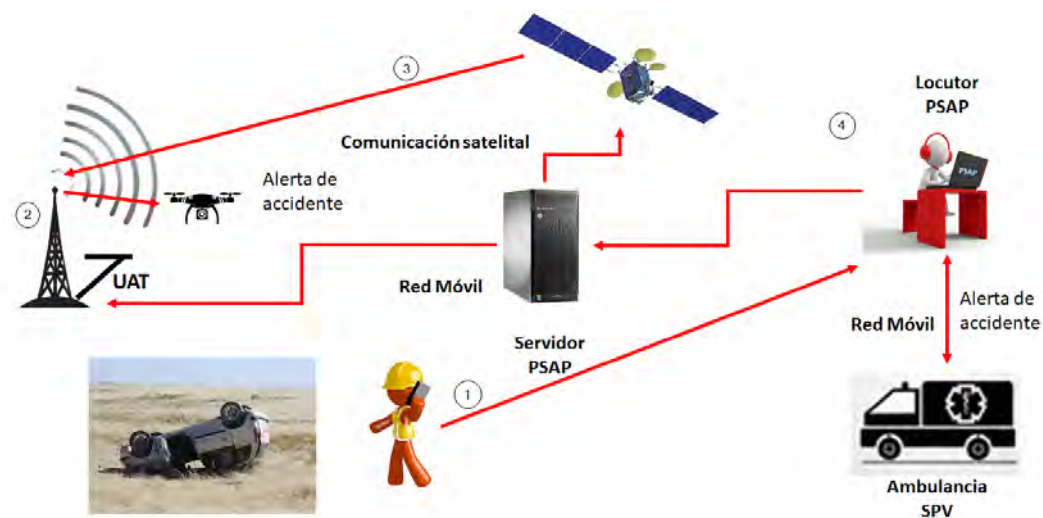 3
Locutor
PSAP
4
Comunicación satelital
PSAP
Alerta de
accidente
2
UAT
Red Móvil
Alerta de
accidente
Red Móvil
Servidor
PSAP
1
Ambulancia
SPV